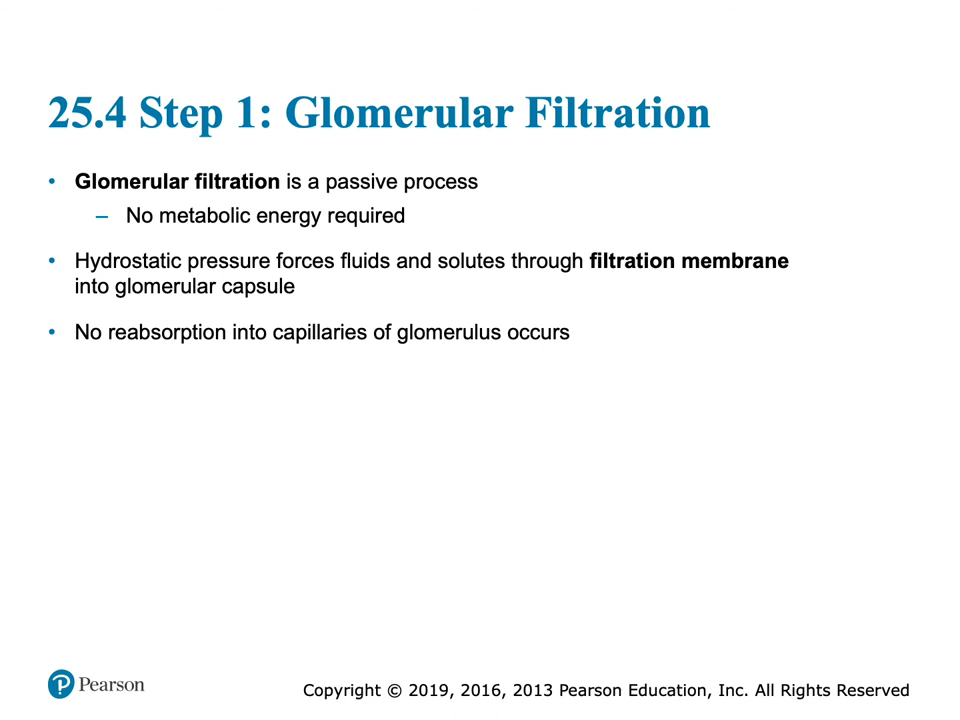 25.4 Step 1: Glomerular Filtration
• Glomerular filtration is a passive process
– No metabolic energy required
• Hydrostatic pressure forces fluids and solutes through filtration membrane
into glomerular capsule
• No reabsorption into capillaries of glomerulus occurs
Pearson
Copyright © 2019, 2016, 2013 Pearson Education, Inc. All Rights Reserved